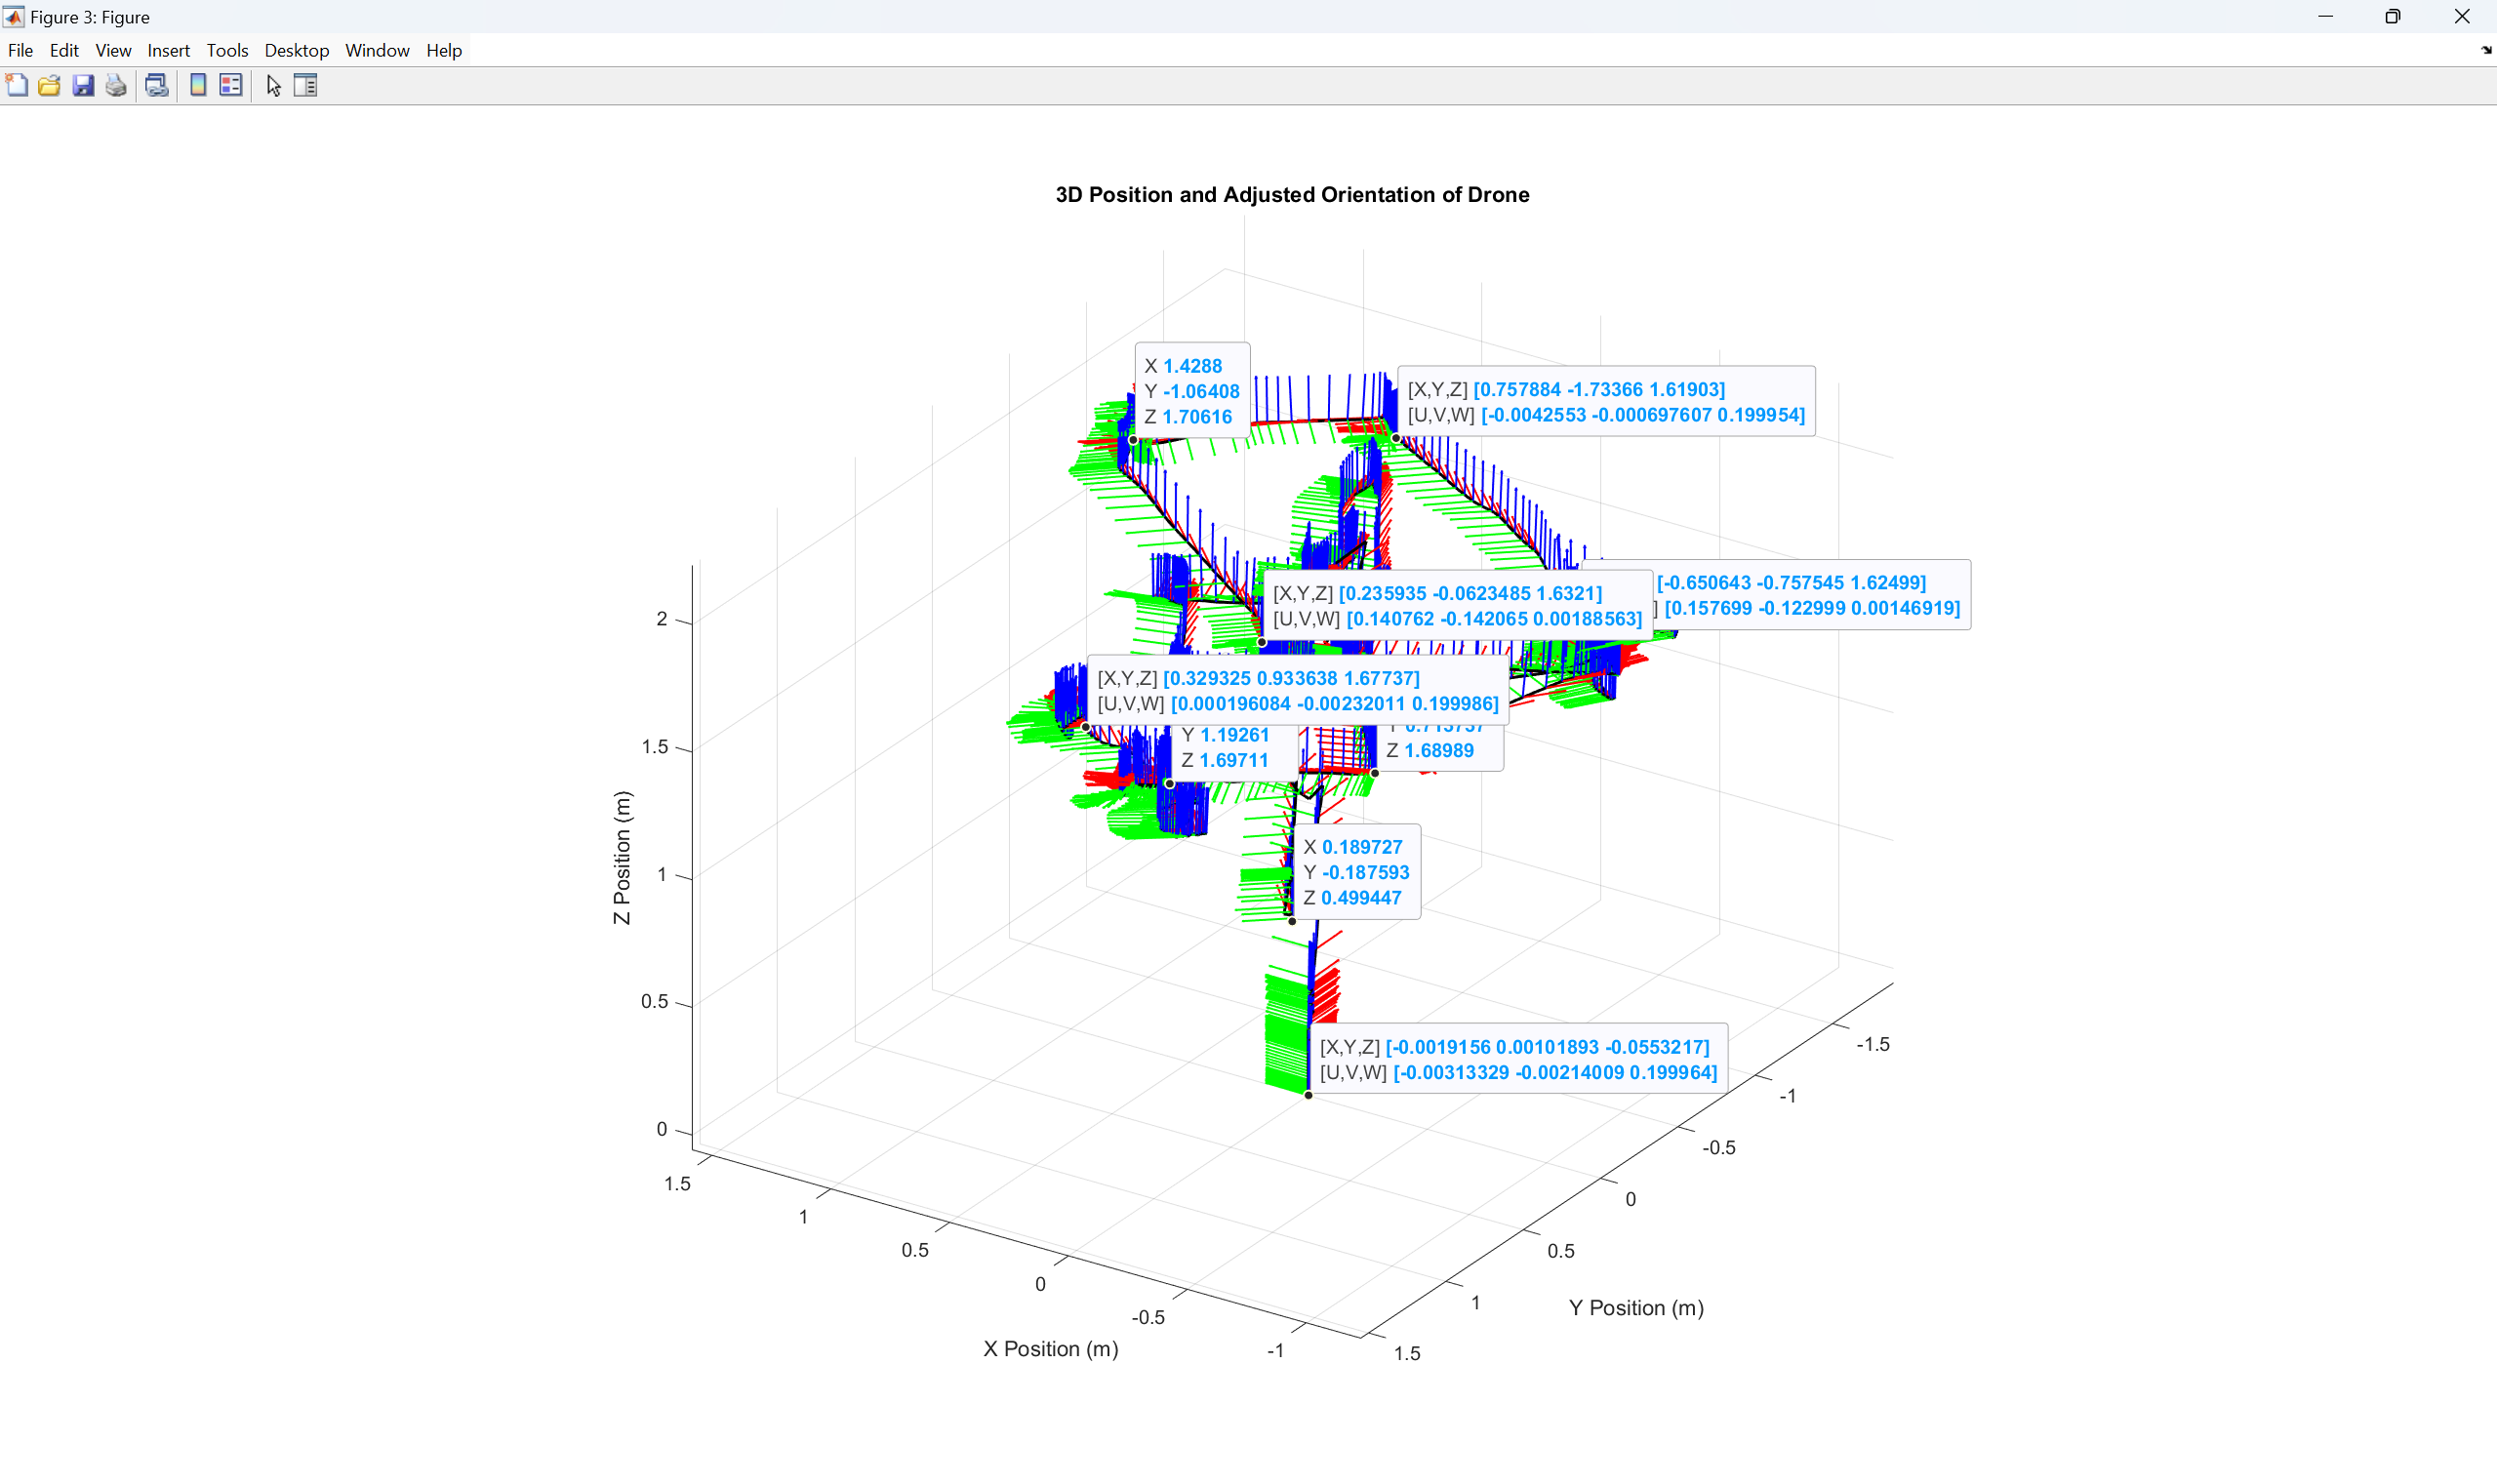 Figure 3: Figure
File Edit View Insert Tools Desktop Window Help
3D Position and Adjusted Orientation of Drone
X 1.4288
Y -1.06408
Z 1.70616
[X,Y,Z] [0.757884 -1.73366 1.61903]
[U,V,W] [-0.0042553 -0.000697607 0.199954]
[-0.650643 -0.757545 1.62499]
] [0.157699 -0.122999 0.00146919]
[X,Y,Z] [0.235935 -0.0623485 1.6321]
[U,V,W] [0.140762 -0.142065 0.00188563]
[X,Y,Z] [0.329325 0.933638 1.67737]
[U,V,W] [0.000196084 -0.00232011 0.199986]
Y 1.19261
Z 1.69711
Y 0.713737
Z 1.68989
X 0.189727
Y -0.187593
Z 0.499447
[X,Y,Z] [-0.0019156 0.00101893 -0.0553217]
[U,V,W] [-0.00313329 -0.00214009 0.199964]
Z Position (m)
2
1.5
1
0.5
0
1.5
1
0.5
0
-0.5
-1
X Position (m)
-1.5
-1
-0.5
0
0.5
1
1.5
Y Position (m)